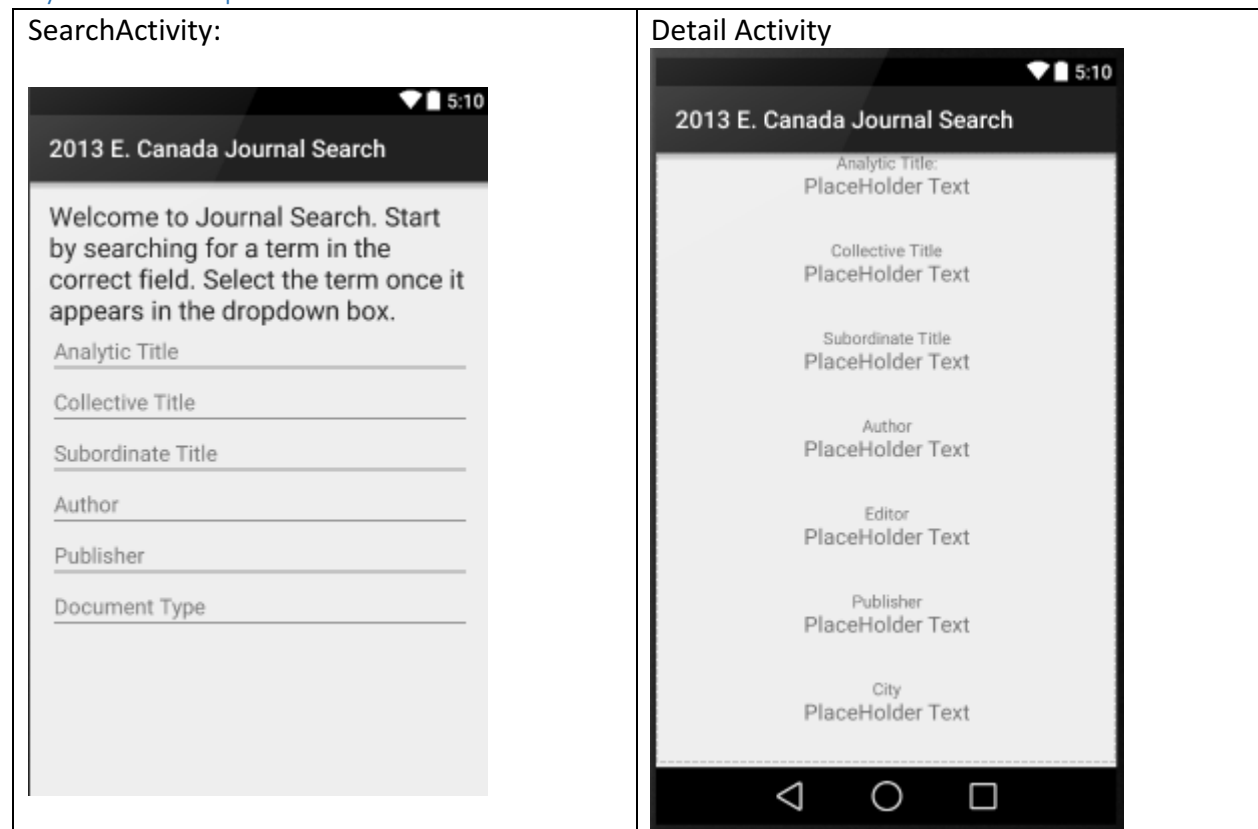 SearchActivity:
5:10
2013 E. Canada Journal Search
Welcome to Journal Search. Start
by searching for a term in the
correct field. Select the term once it
appears in the dropdown box.
Analytic Title
Collective Title
Subordinate Title
Author
Publisher
Document Type
Detail Activity
5:10
2013 E. Canada Journal Search
Analytic Title:
PlaceHolder Text
Collective Title
PlaceHolder Text
Subordinate Title
PlaceHolder Text
Author
PlaceHolder Text
Editor
PlaceHolder Text
Publisher
PlaceHolder Text
City
PlaceHolder Text